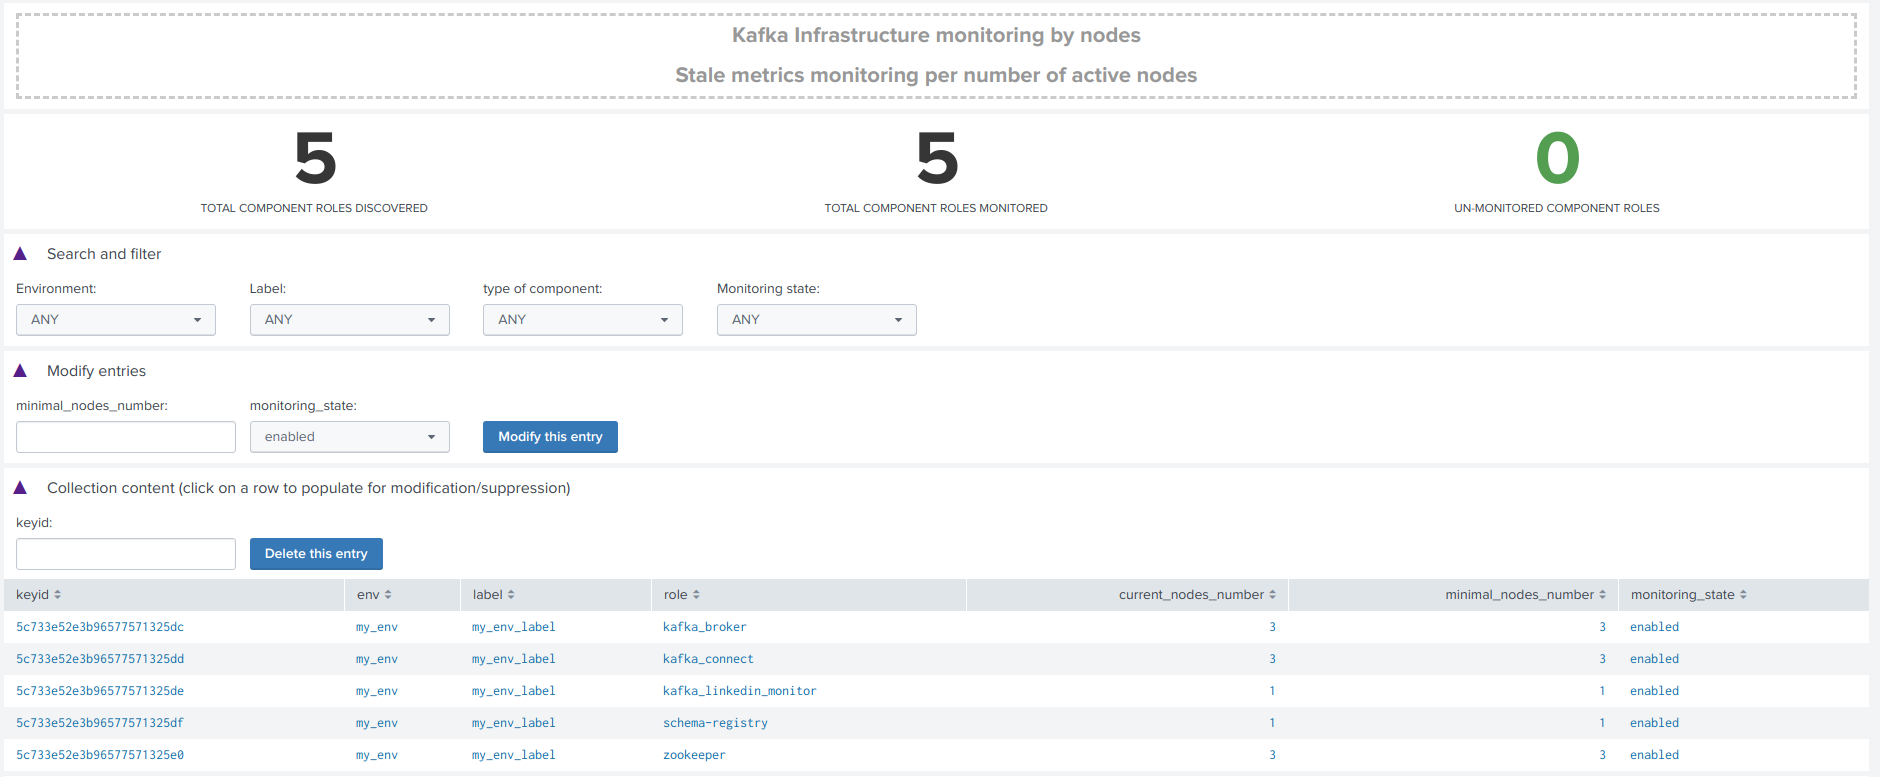 Kafka Infrastructure monitoring by nodes
Stale metrics monitoring per number of active nodes
5 5 0
TOTAL COMPONENT ROLES DISCOVERED TOTAL COMPONENT ROLES MONITORED UN-MONITORED COMPONENT ROLES
Search and filter
Environment: Label: type of component: Monitoring state:
ANY ANY ANY ANY
Modify entries
minimal_nodes_number: monitoring_state:
enabled Modify this entry
Collection content (click on a row to populate for modification/suppression)
keyid:
Delete this entry
keyid env label role current_nodes_number minimal_nodes_number monitoring_state
5c733e52e3b96577571325dc my_env my_env_label kafka_broker 3 3 enabled
5c733e52e3b96577571325dd my_env my_env_label kafka_connect 3 3 enabled
5c733e52e3b96577571325de my_env my_env_label kafka_linkedin_monitor 1 1 enabled
5c733e52e3b96577571325df my_env my_env_label schema-registry 1 1 enabled
5c733e52e3b96577571325e0 my_env my_env_label zookeeper 3 3 enabled